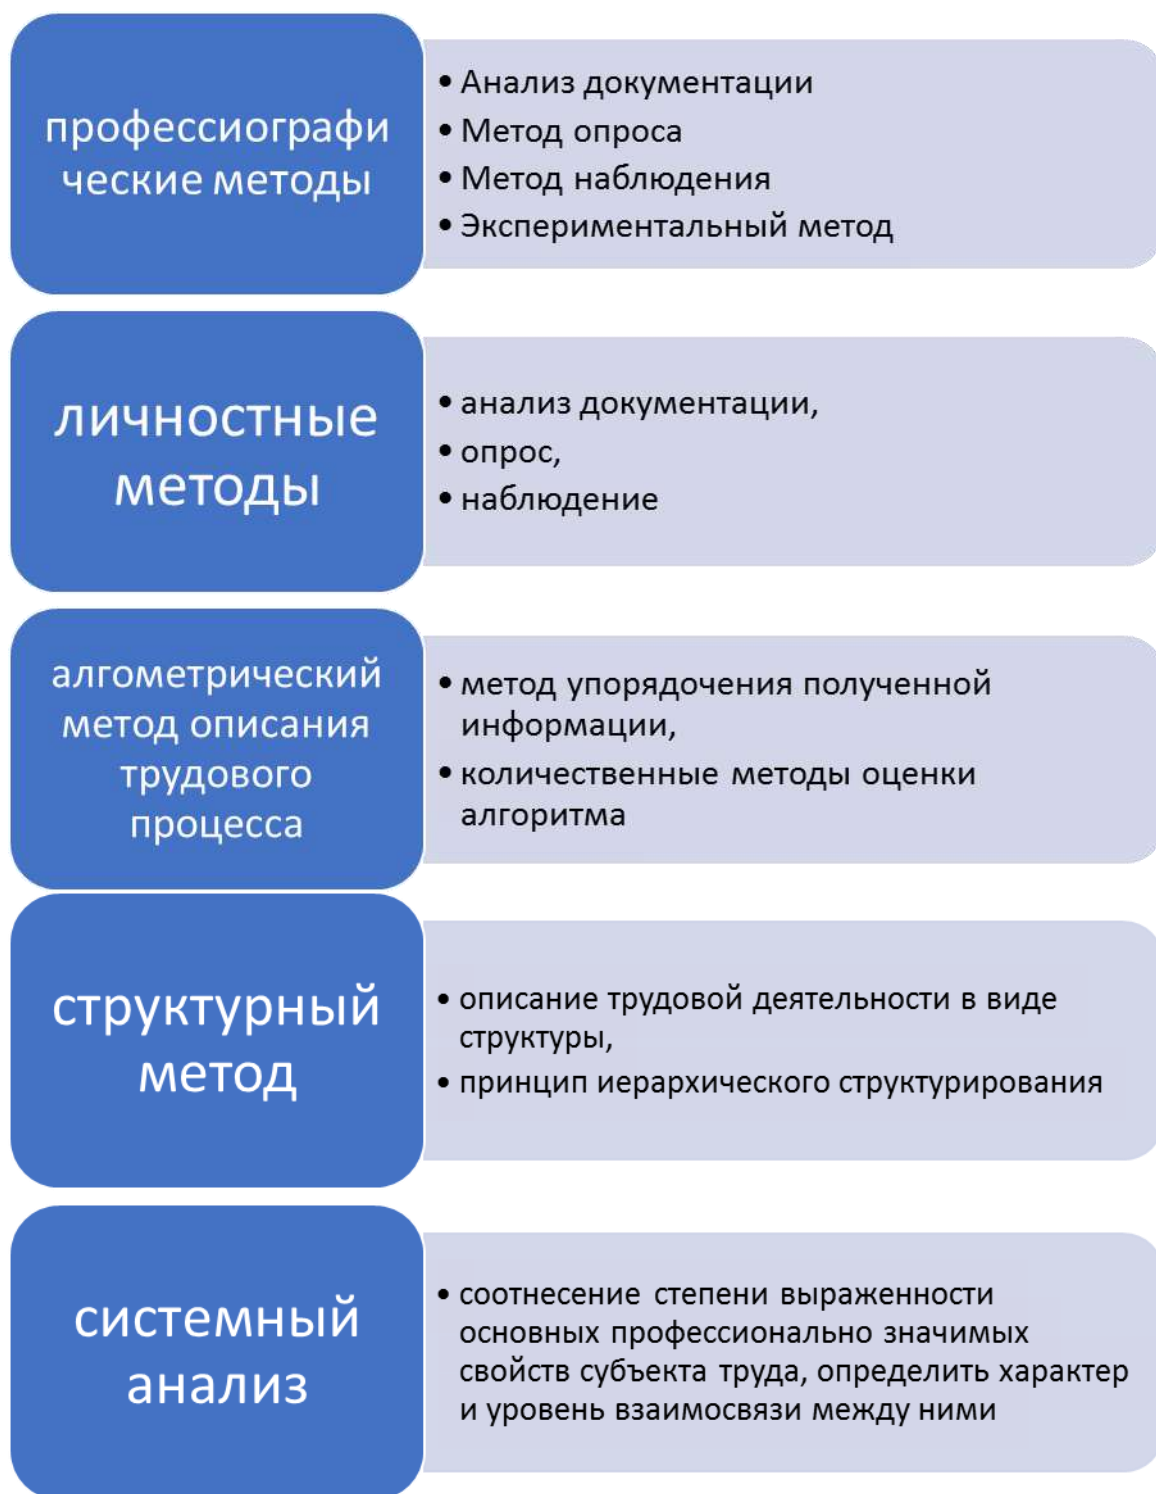 профессиографи
ческие методы
• Анализ документации
• Метод опроса
• Метод наблюдения
• Экспериментальный метод
личностные
методы
• анализ документации,
• опрос,
• наблюдение
алгометрический
метод описания
трудового
процесса
• метод упорядочения полученной
информации,
• количественные методы оценки
алгоритма
структурный
метод
• описание трудовой деятельности в виде
структуры,
• принцип иерархического структурирования
системный
анализ
• соотнесение степени выраженности
основных профессионально значимых
свойств субъекта труда, определить характер
и уровень взаимосвязи между ними